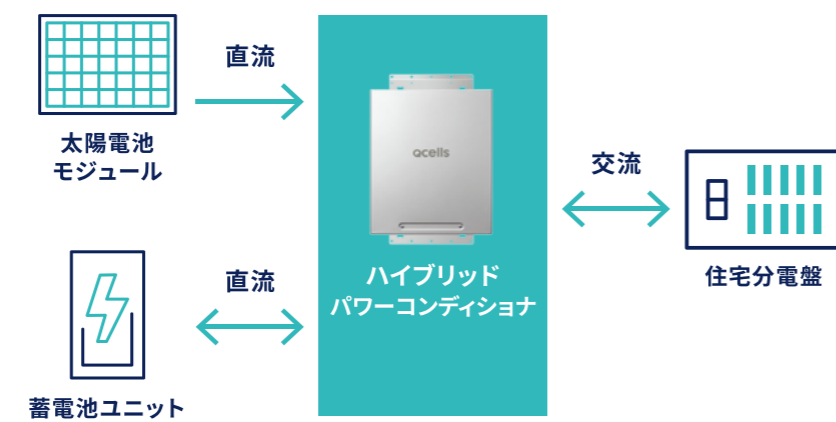 直流
太陽電池
モジュール
qcells
ハイブリッド
パワーコンディショナ
直流
蓄電池ユニット
交流
住宅分電盤